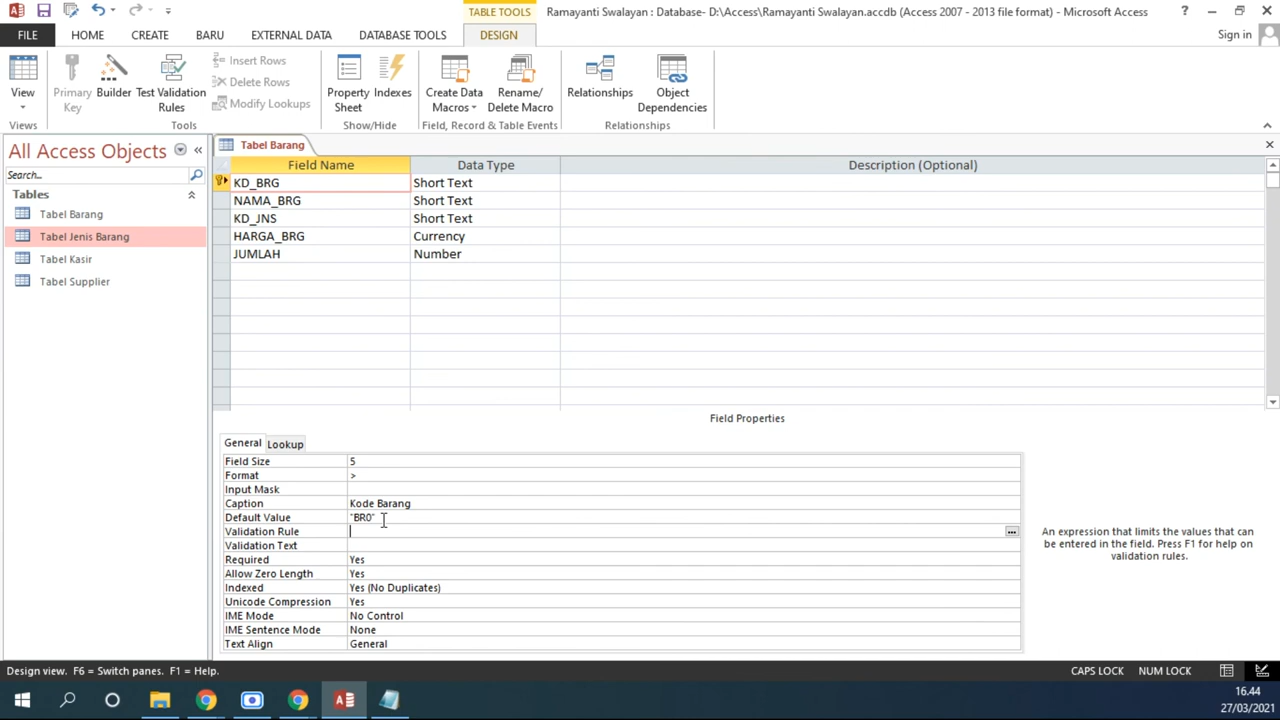 TABLE TOOLS
Ramayanti Swalayan : Database- D:\Access\Ramayanti Swalayan.accdb (Access 2007 - 2013 file format) - Microsoft Access
?
FILE HOME CREATE BARU EXTERNAL DATA DATABASE TOOLS DESIGN Sign in
View
Primary Key
Builder
Test Validation Rules
Insert Rows
Delete Rows
Modify Lookups
Property Sheet
Indexes
Create Data Macros
Rename/ Delete Macro
Relationships
Object Dependencies
Views Tools Show/Hide Field, Record & Table Events Relationships
All Access Objects
Search...
Tables
Tabel Barang
Tabel Jenis Barang
Tabel Kasir
Tabel Supplier
Tabel Barang
Field Name Data Type Description (Optional)
KD_BRG Short Text
NAMA_BRG Short Text
KD_JNS Short Text
HARGA_BRG Currency
JUMLAH Number
Field Properties
General Lookup
Field Size 5
Format >
Input Mask
Caption Kode Barang
Default Value "BR0"
Validation Rule
Validation Text
Required Yes
Allow Zero Length Yes
Indexed Yes (No Duplicates)
Unicode Compression Yes
IME Mode No Control
IME Sentence Mode None
Text Align General
An expression that limits the values that can
be entered in the field. Press F1 for help on
validation rules.
Design view. F6 = Switch panes. F1 = Help. CAPS LOCK NUM LOCK
16.44
27/03/2021